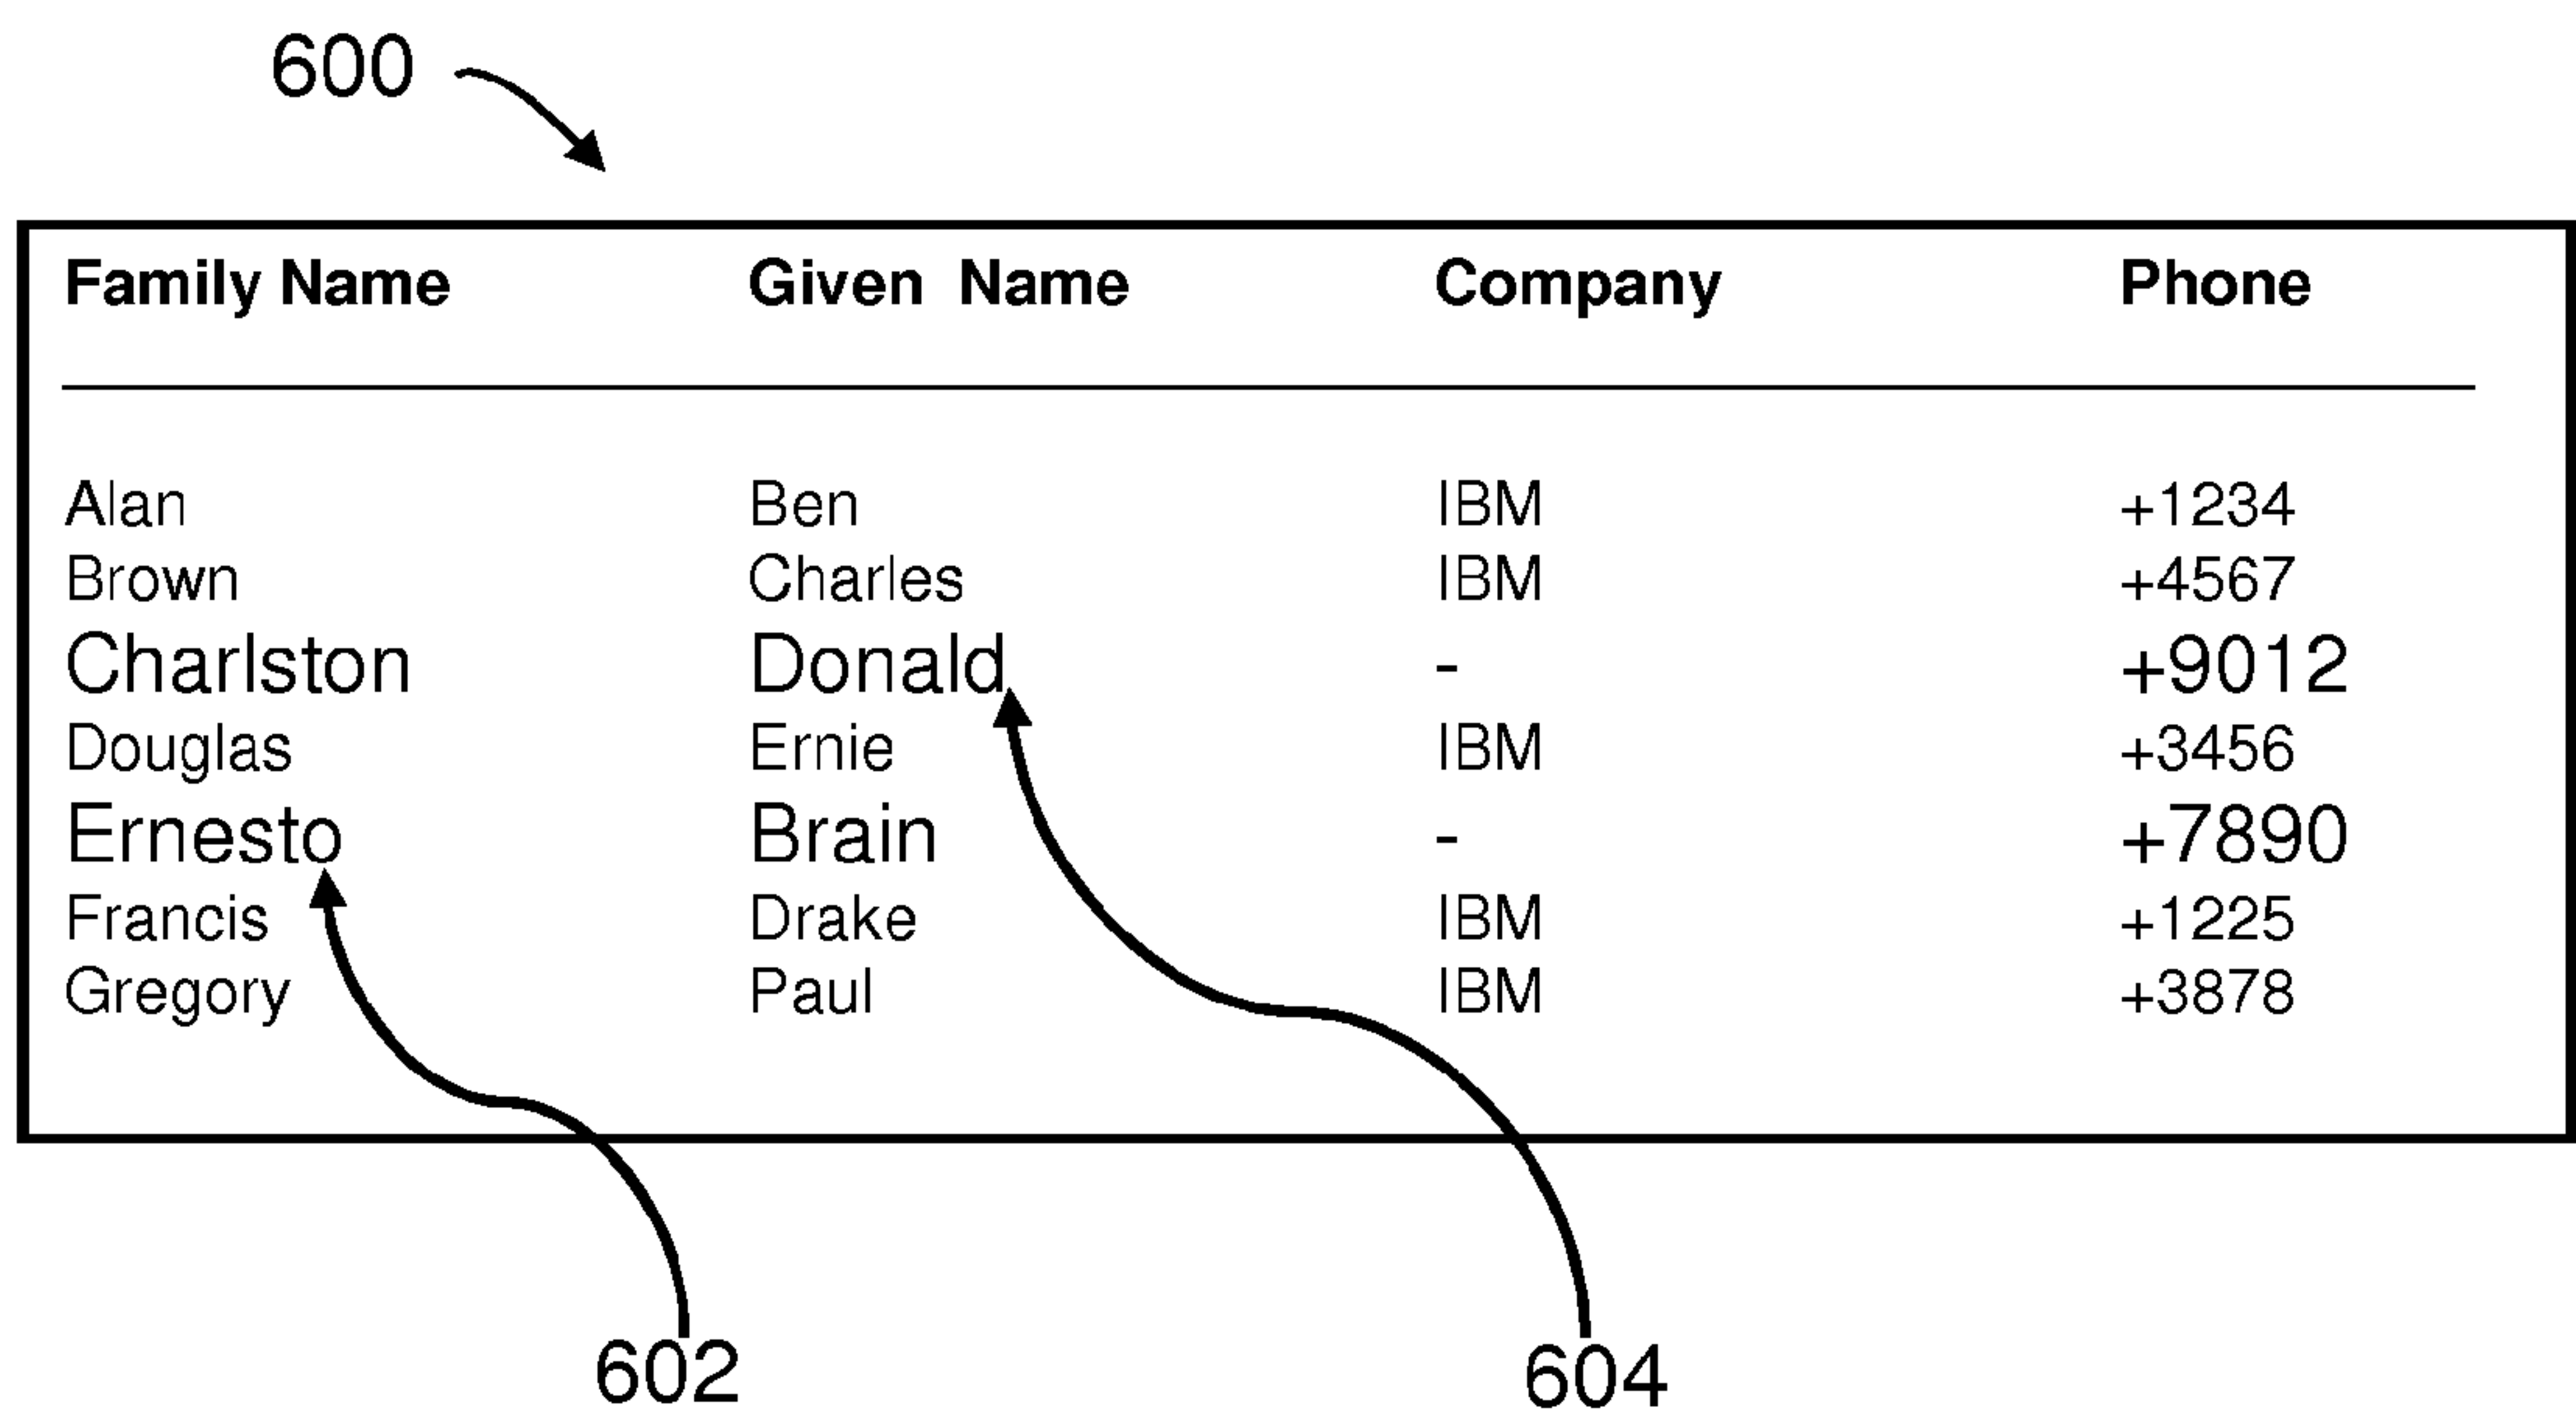 600
Family Name Given Name Company Phone
Alan Ben IBM +1234
Brown Charles IBM +4567
Charlston Donald - +9012
Douglas Ernie IBM +3456
Ernesto Brain - +7890
Francis Drake IBM +1225
Gregory Paul IBM +3878
602 604